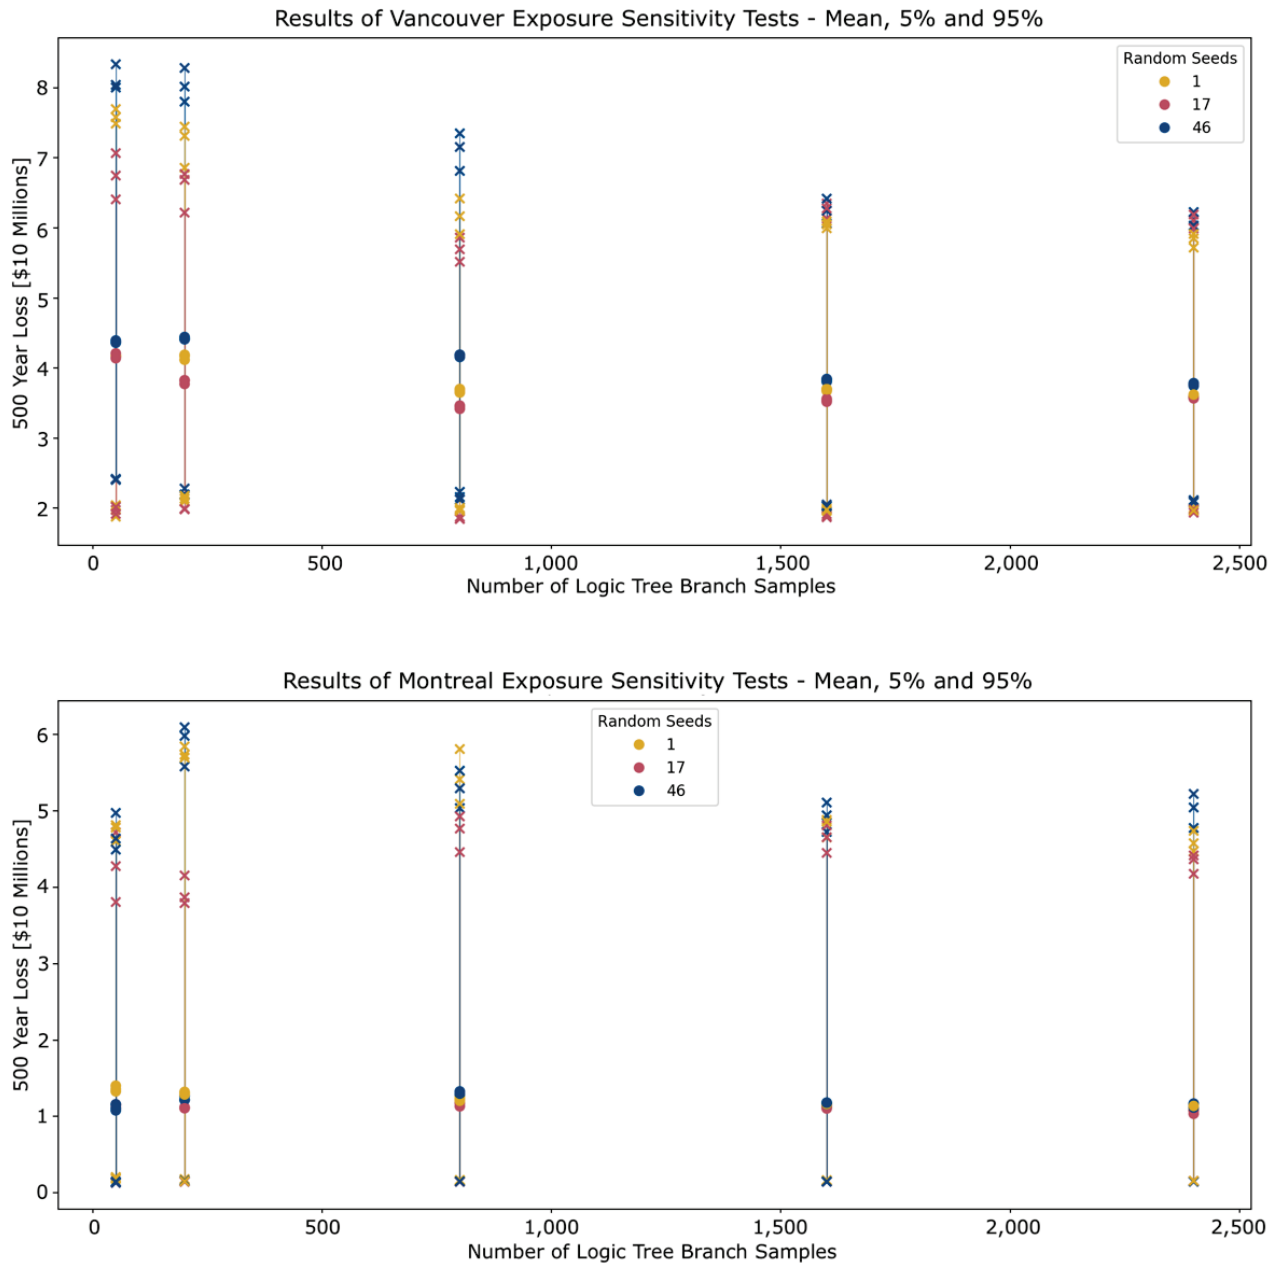 Results of Vancouver Exposure Sensitivity Tests - Mean, 5% and 95%
Random Seeds
1
17
46
500 Year Loss [$10 Millions]
8
7
6
5
4
3
2
0 500 1,000 1,500 2,000 2,500
Number of Logic Tree Branch Samples
Results of Montreal Exposure Sensitivity Tests - Mean, 5% and 95%
Random Seeds
1
17
46
500 Year Loss [$10 Millions]
6
5
4
3
2
1
0
0 500 1,000 1,500 2,000 2,500
Number of Logic Tree Branch Samples